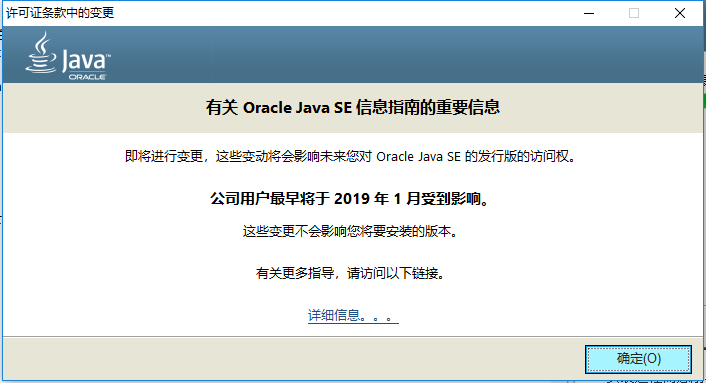 许可证条款中的变更
Java™
ORACLE
有关 Oracle Java SE 信息指南的重要信息
即将进行变更，这些变动将会影响未来您对 Oracle Java SE 的发行版的访问权。
公司用户最早将于 2019 年 1 月受到影响。
这些变更不会影响您将要安装的版本。
有关更多指导，请访问以下链接。
详细信息。。。
确定(O)